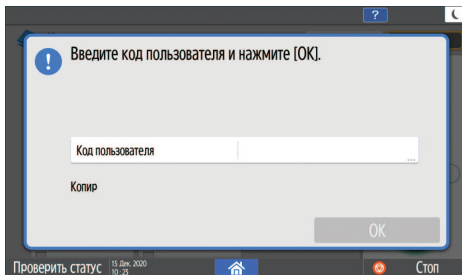 ?
Введите код пользователя и нажмите [OK].
Код пользователя
...
Копир
OK
Проверить статус 15 Дек. 2020 10:23 Стоп